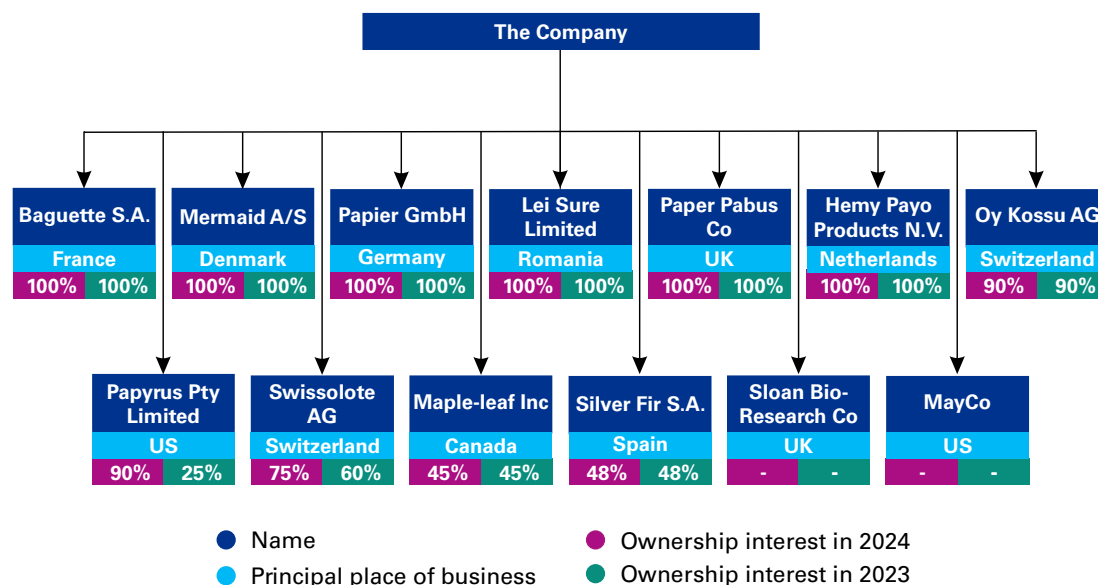 The Company
Baguette S.A.
France
100% 100%
Mermaid A/S
Denmark
100% 100%
Papier GmbH
Germany
100% 100%
Lei Sure
Limited
Romania
100% 100%
Paper Pabus
Co
UK
100% 100%
Hemy Payo
Products N.V.
Netherlands
100% 100%
Oy Kossu AG
Switzerland
90% 90%
Papyrus Pty
Limited
US
90% 25%
Swissolote
AG
Switzerland
75% 60%
Maple-leaf Inc
Canada
45% 45%
Silver Fir S.A.
Spain
48% 48%
Sloan Bio-
Research Co
UK
- -
MayCo
US
- -
Name
Principal place of business
Ownership interest in 2024
Ownership interest in 2023